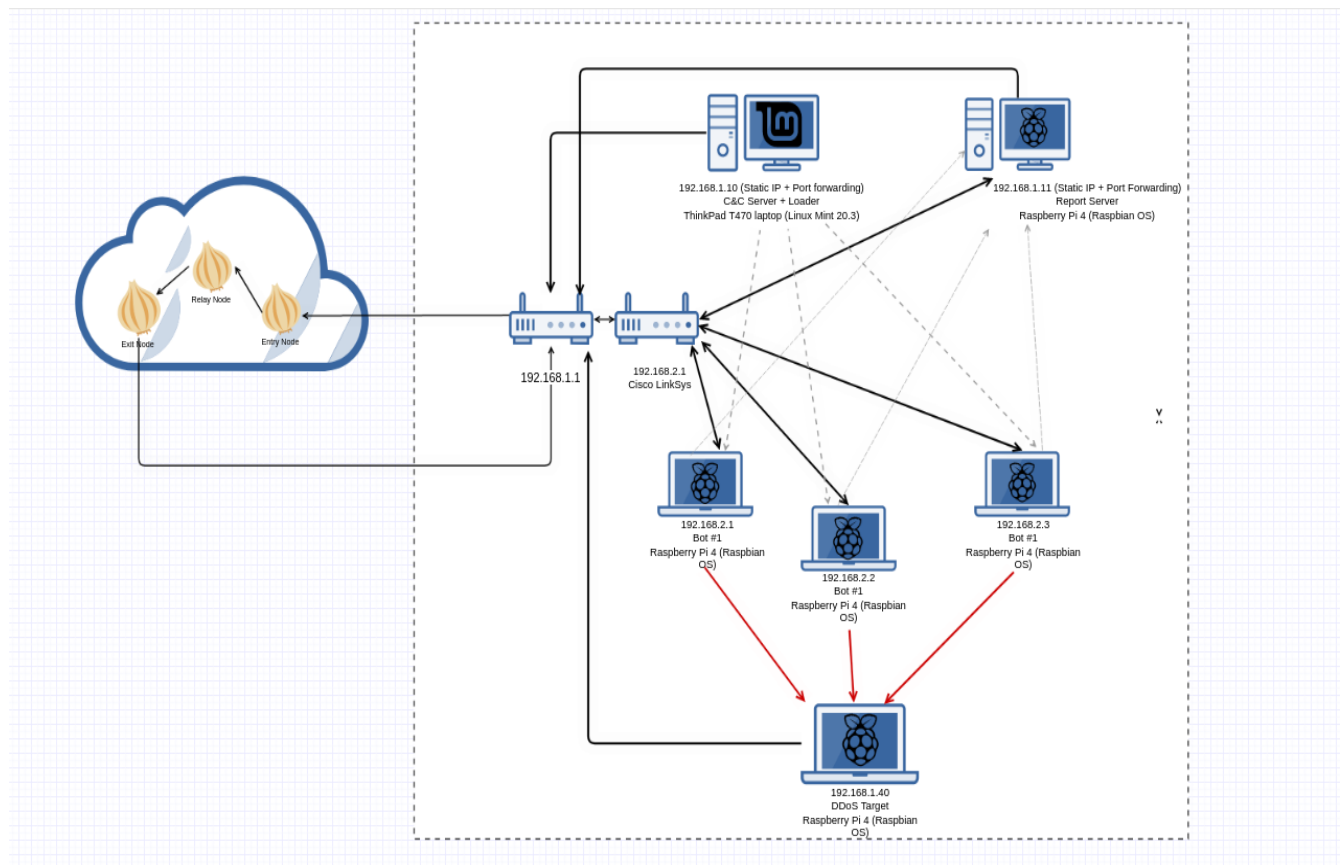 192.168.1.10 (Static IP + Port forwarding)
C&C Server + Loader
ThinkPad T470 laptop (Linux Mint 20.3)
192.168.1.11 (Static IP + Port Forwarding)
Report Server
Raspberry Pi 4 (Raspbian OS)
Relay Node
Exit Node
Entry Node
192.168.1.1
192.168.2.1
Cisco LinkSys
192.168.2.1
Bot #1
Raspberry Pi 4 (Raspbian
OS)
192.168.2.2
Bot #1
Raspberry Pi 4 (Raspbian
OS)
192.168.2.3
Bot #1
Raspberry Pi 4 (Raspbian
OS)
192.168.1.40
DDoS Target
Raspberry Pi 4 (Raspbian
OS)